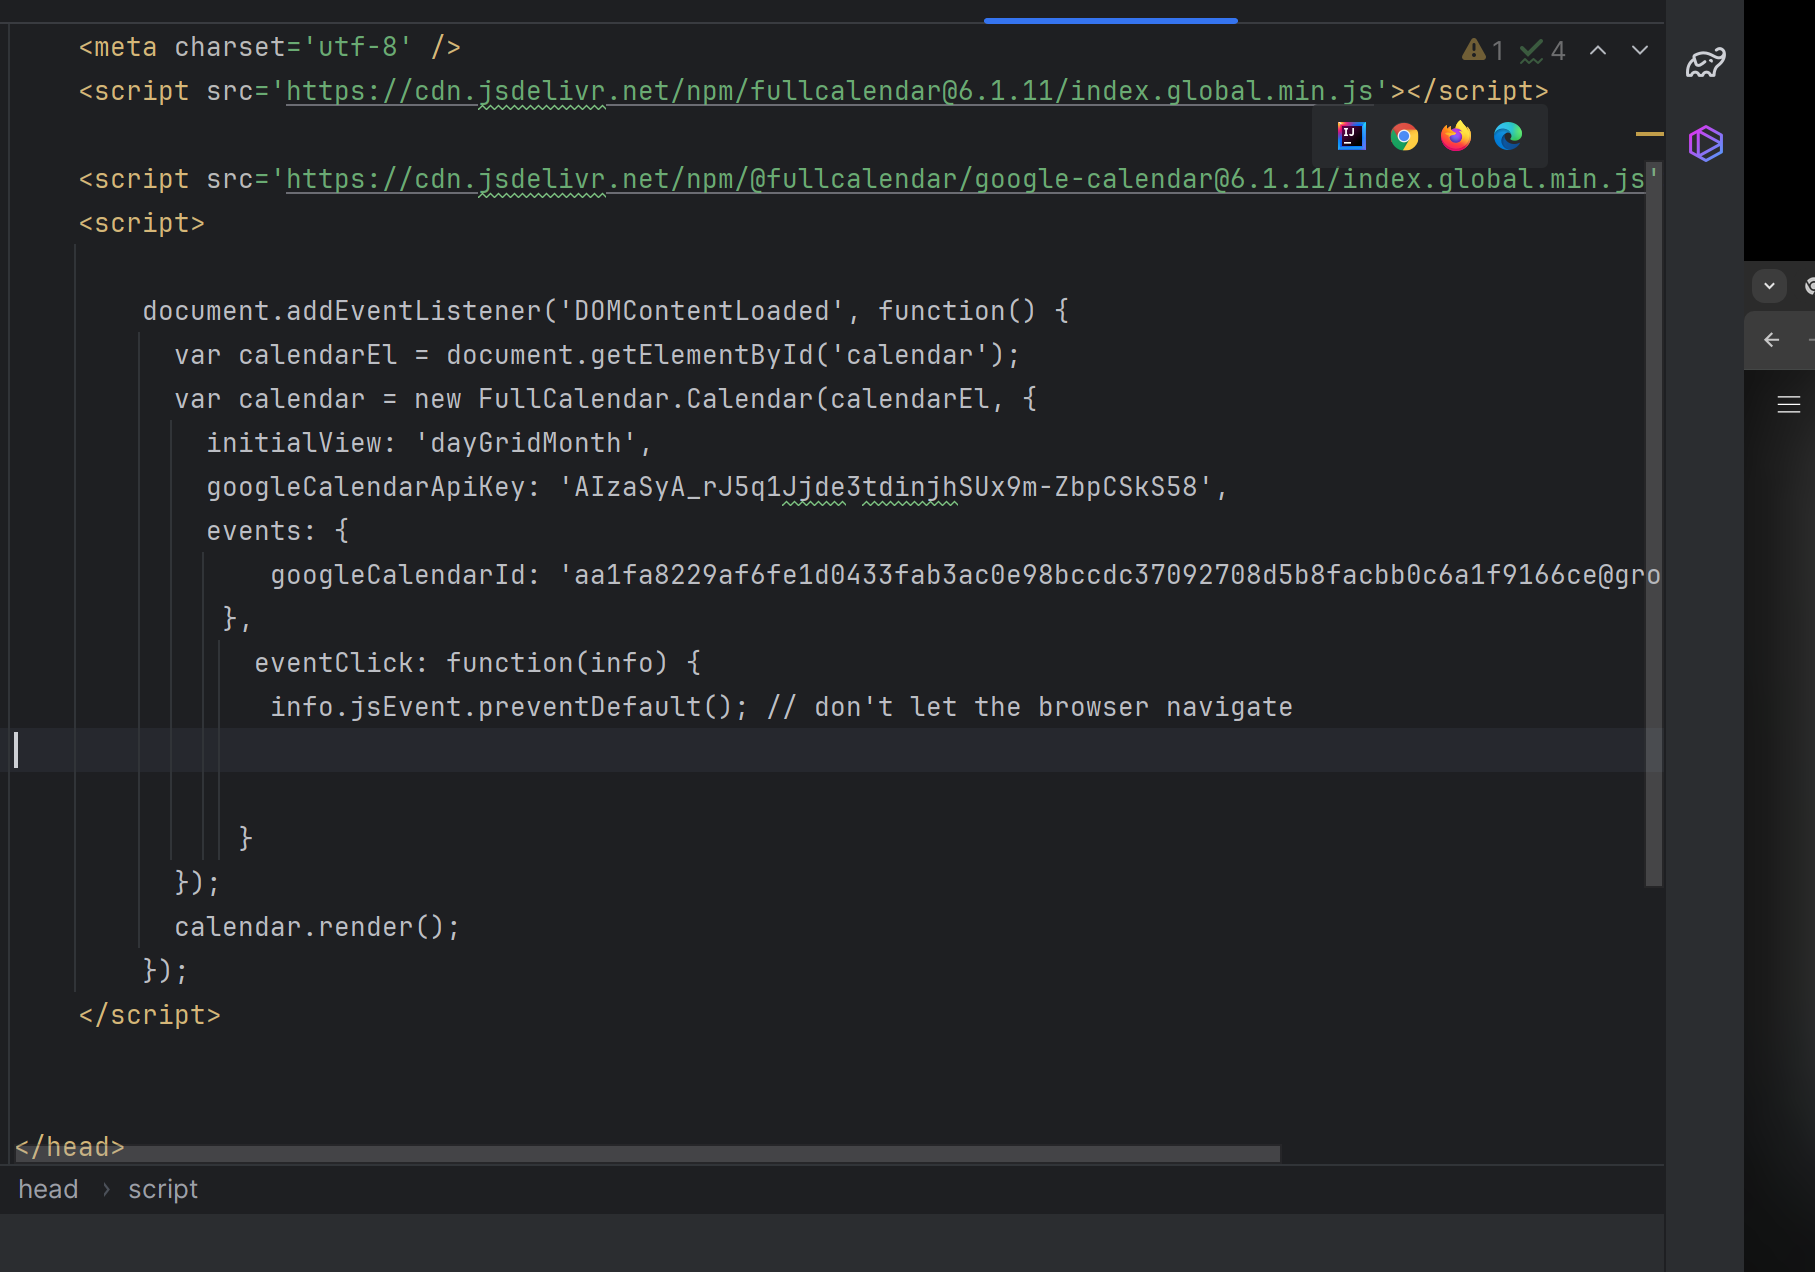 <meta charset='utf-8' />
1 4
<script src='https://cdn.jsdelivr.net/npm/fullcalendar@6.1.11/index.global.min.js'></script>
IJ
<script src='https://cdn.jsdelivr.net/npm/@fullcalendar/google-calendar@6.1.11/index.global.min.js'
<script>
document.addEventListener('DOMContentLoaded', function() {
var calendarEl = document.getElementById('calendar');
var calendar = new FullCalendar.Calendar(calendarEl, {
initialView: 'dayGridMonth',
googleCalendarApiKey: 'AIzaSyA_rJ5q1Jjde3tdinjhSUx9m-ZbpCSkS58',
events: {
googleCalendarId: 'aa1fa8229af6fe1d0433fab3ac0e98bccdc37092708d5b8facbb0c6a1f9166ce@gro
},
eventClick: function(info) {
info.jsEvent.preventDefault(); // don't let the browser navigate
}
});
calendar.render();
});
</script>
</head>
head › script